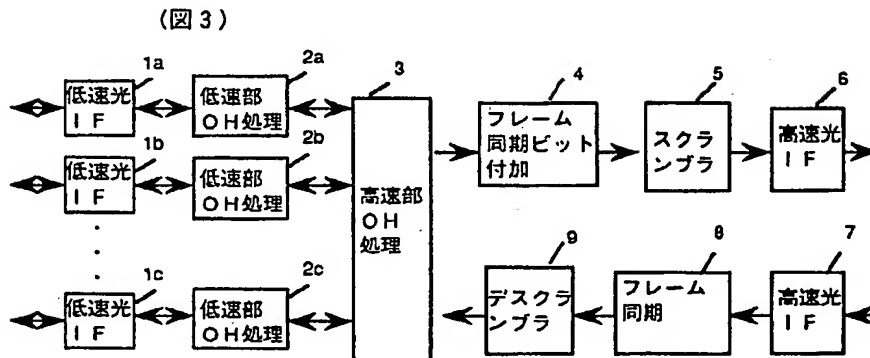 (図3)
1a
低速光
IF
2a
低速部
OH処理
1b
低速光
IF
2b
低速部
OH処理
1c
低速光
IF
2c
低速部
OH処理
3
高速部
OH
処理
4
フレーム
同期ビット
付加
5
スクラ
ンブラ
6
高速光
IF
9
デスクラ
ンブラ
8
フレーム
同期
7
高速光
IF